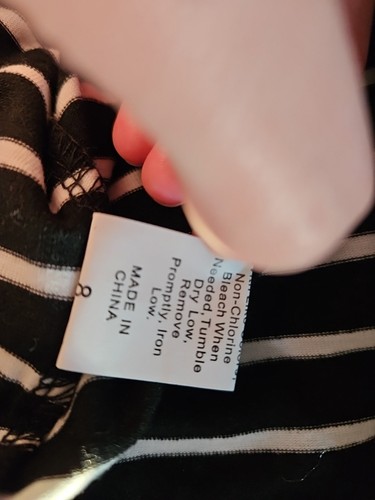 Non-Chlorine
Bleach When
Needed, Tumble
Dry Low,
Remove
Promptly. Iron
Low.
MADE IN
CHINA
8